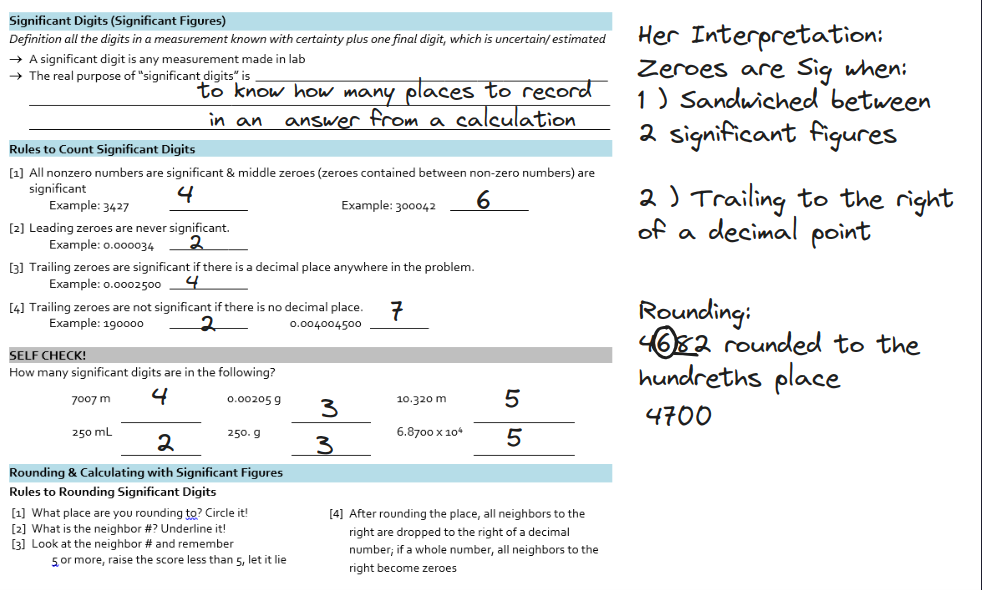 Significant Digits (Significant Figures)
Definition all the digits in a measurement known with certainty plus one final digit, which is uncertain/ estimated
→ A significant digit is any measurement made in lab
→ The real purpose of “significant digits” is
to know how many places to record
in an answer from a calculation
Rules to Count Significant Digits
[1] All nonzero numbers are significant & middle zeroes (zeroes contained between non-zero numbers) are
significant
Example: 3427 4 Example: 300042 6
[2] Leading zeroes are never significant.
Example: 0.000034 2
[3] Trailing zeroes are significant if there is a decimal place anywhere in the problem.
Example: 0.0002500 4
[4] Trailing zeroes are not significant if there is no decimal place.
Example: 190000 2 0.004004500 7
SELF CHECK!
How many significant digits are in the following?
7007 m 4 0.00205 g 3 10.320 m 5
250 mL 2 250. g 3 6.8700 x 10⁴ 5
Rounding & Calculating with Significant Figures
Rules to Rounding Significant Digits
[1] What place are you rounding to? Circle it!
[2] What is the neighbor #? Underline it!
[3] Look at the neighbor # and remember
5 or more, raise the score less than 5, let it lie
[4] After rounding the place, all neighbors to the
right are dropped to the right of a decimal
number; if a whole number, all neighbors to the
right become zeroes
Her Interpretation:
Zeroes are Sig when:
1 ) Sandwiched between
2 significant figures
2 ) Trailing to the right
of a decimal point
Rounding:
4682 rounded to the
hundreths place
4700